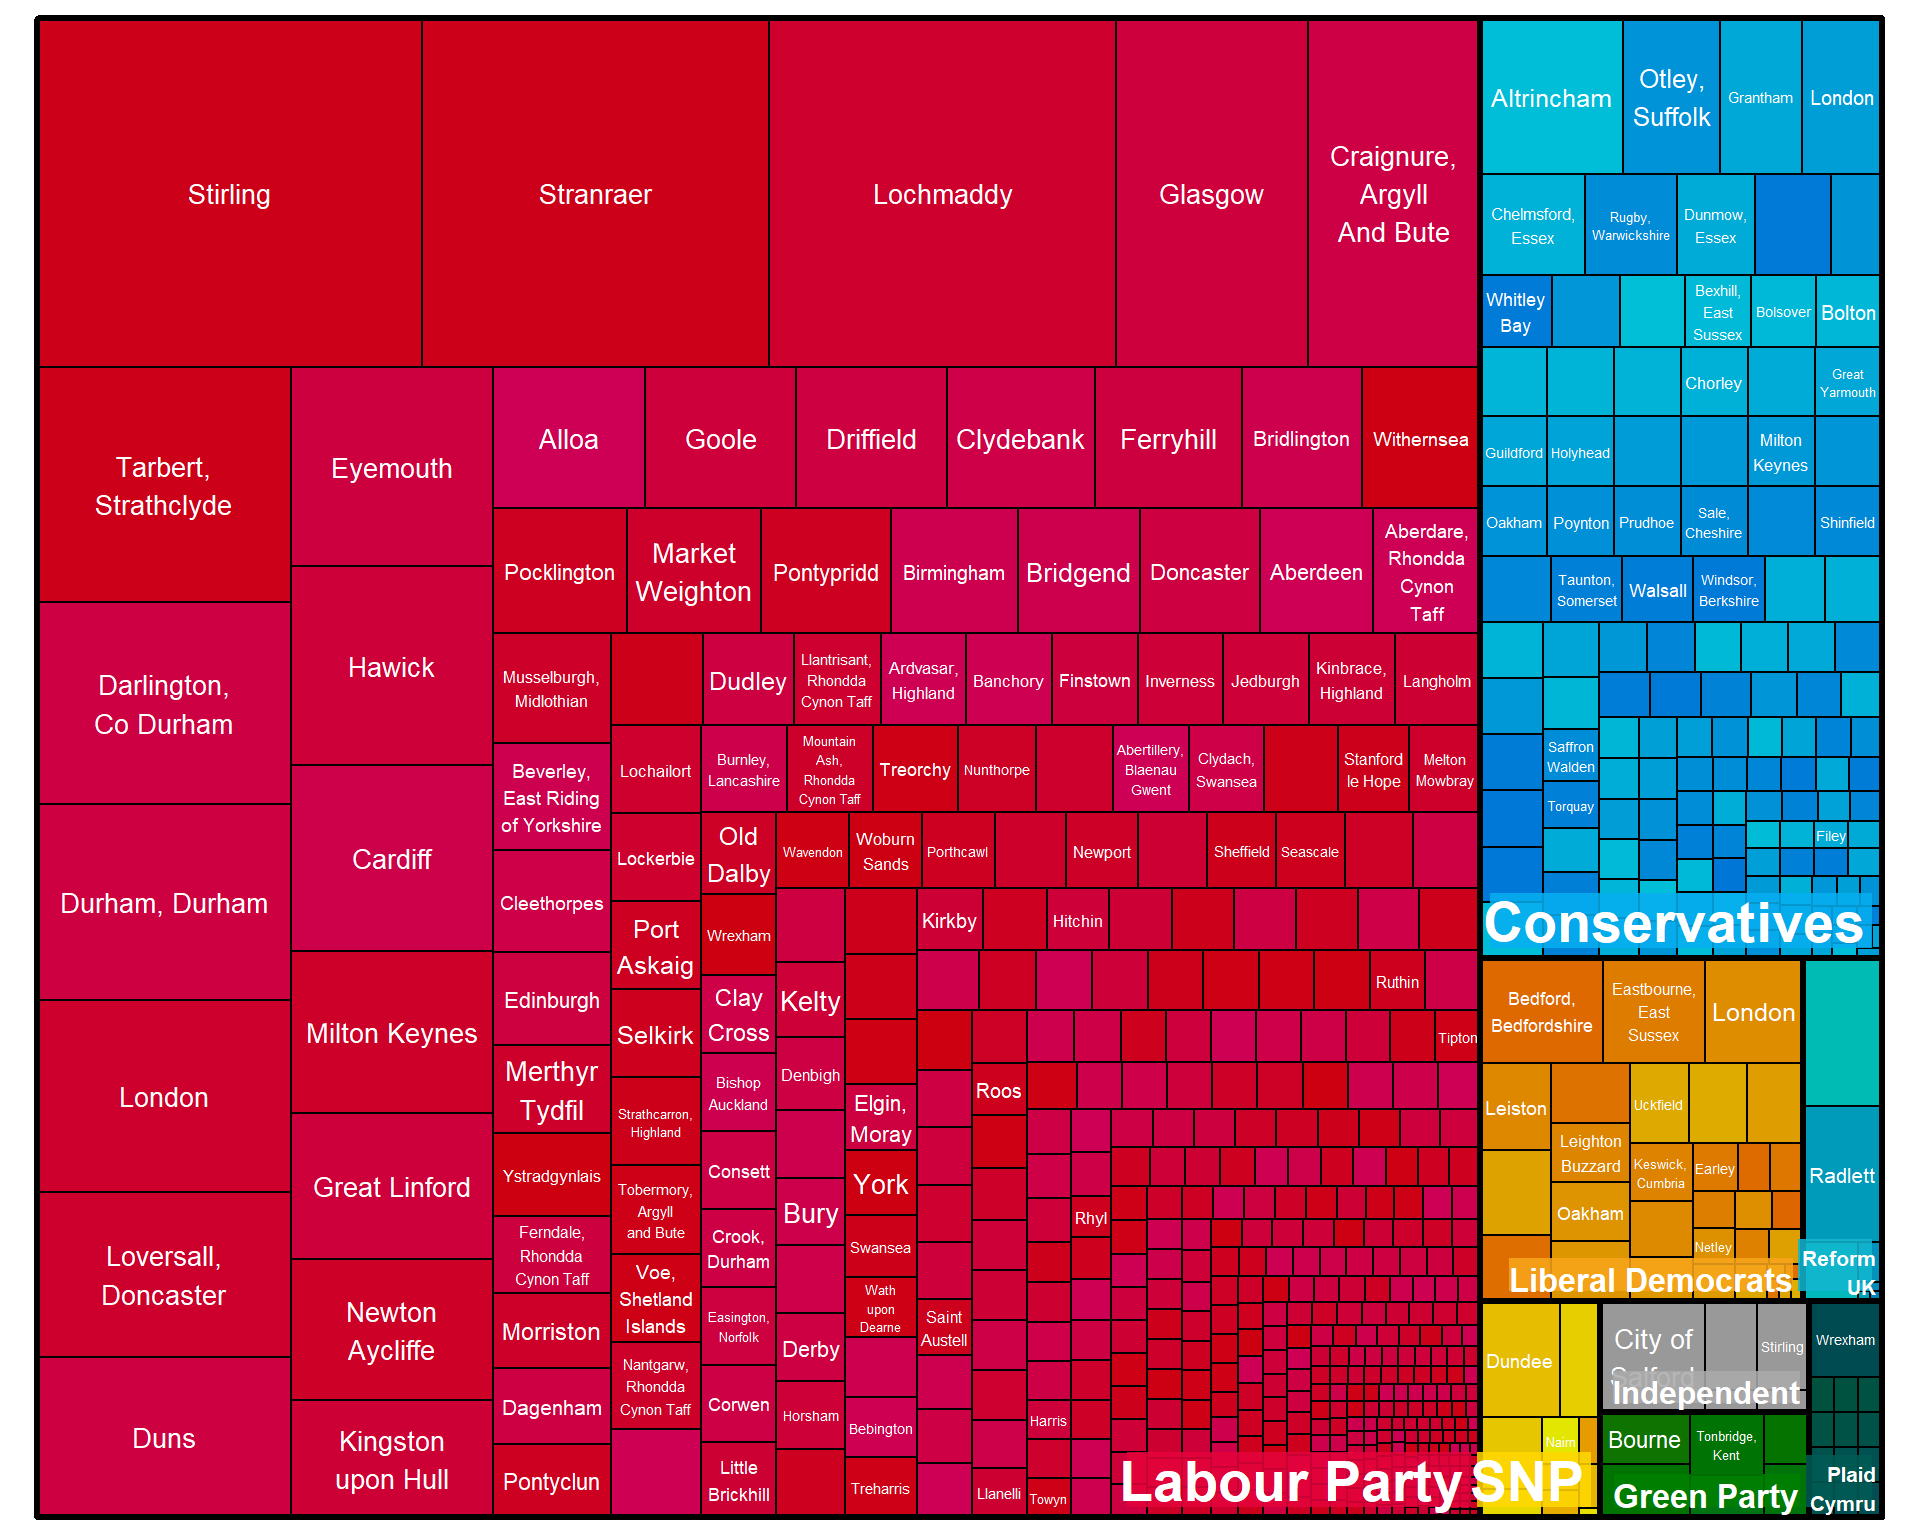 Stirling
Stranraer
Lochmaddy
Glasgow
Craignure,
Argyll
And Bute
Tarbert,
Strathclyde
Darlington,
Co Durham
Durham, Durham
London
Loversall,
Doncaster
Duns
Eyemouth
Hawick
Cardiff
Milton Keynes
Great Linford
Newton
Aycliffe
Kingston
upon Hull
Alloa
Goole
Driffield
Clydebank
Ferryhill
Bridlington
Withernsea
Pocklington
Market
Weighton
Pontypridd
Birmingham
Bridgend
Doncaster
Aberdeen
Aberdare,
Rhondda
Cynon
Taff
Musselburgh,
Midlothian
Beverley,
East Riding
of Yorkshire
Cleethorpes
Edinburgh
Merthyr
Tydfil
Ystradgynlais
Ferndale,
Rhondda
Cynon Taff
Morriston
Dagenham
Pontyclun
Dudley
Llantrisant,
Rhondda
Cynon Taff
Ardvasar,
Highland
Banchory
Finstown
Inverness
Jedburgh
Kinbrace,
Highland
Langholm
Lochailort
Lockerbie
Port
Askaig
Selkirk
Strathcarron,
Highland
Tobermory,
Argyll
and Bute
Voe,
Shetland
Islands
Nantgarw,
Rhondda
Cynon Taff
Burnley,
Lancashire
Mountain
Ash,
Rhondda
Cynon Taff
Treorchy
Nunthorpe
Abertillery,
Blaenau
Gwent
Clydach,
Swansea
Stanford
le Hope
Melton
Mowbray
Old
Dalby
Wrexham
Clay
Cross
Bishop
Auckland
Consett
Crook,
Durham
Easington,
Norfolk
Corwen
Little
Brickhill
Wavendon
Woburn
Sands
Porthcawl
Newport
Sheffield
Seascale
Kelty
Denbigh
Bury
Derby
Horsham
Elgin,
Moray
York
Swansea
Wath
upon
Dearne
Bebington
Treharris
Kirkby
Hitchin
Ruthin
Tipton
Saint
Austell
Roos
Llanelli
Harris
Towyn
Rhyl
Labour Party
Altrincham
Otley,
Suffolk
Grantham
London
Chelmsford,
Essex
Rugby,
Warwickshire
Dunmow,
Essex
Whitley
Bay
Bexhill,
East
Sussex
Bolsover
Bolton
Chorley
Great
Yarmouth
Guildford
Holyhead
Milton
Keynes
Oakham
Poynton
Prudhoe
Sale,
Cheshire
Shinfield
Taunton,
Somerset
Walsall
Windsor,
Berkshire
Saffron
Walden
Torquay
Filey
Conservatives
Bedford,
Bedfordshire
Eastbourne,
East
Sussex
London
Leiston
Uckfield
Leighton
Buzzard
Keswick,
Cumbria
Earley
Oakham
Netley
Liberal Democrats
Radlett
Reform
UK
Dundee
Nairn
SNP
City of
Salford
Stirling
Independent
Bourne
Tonbridge,
Kent
Green Party
Wrexham
Plaid
Cymru